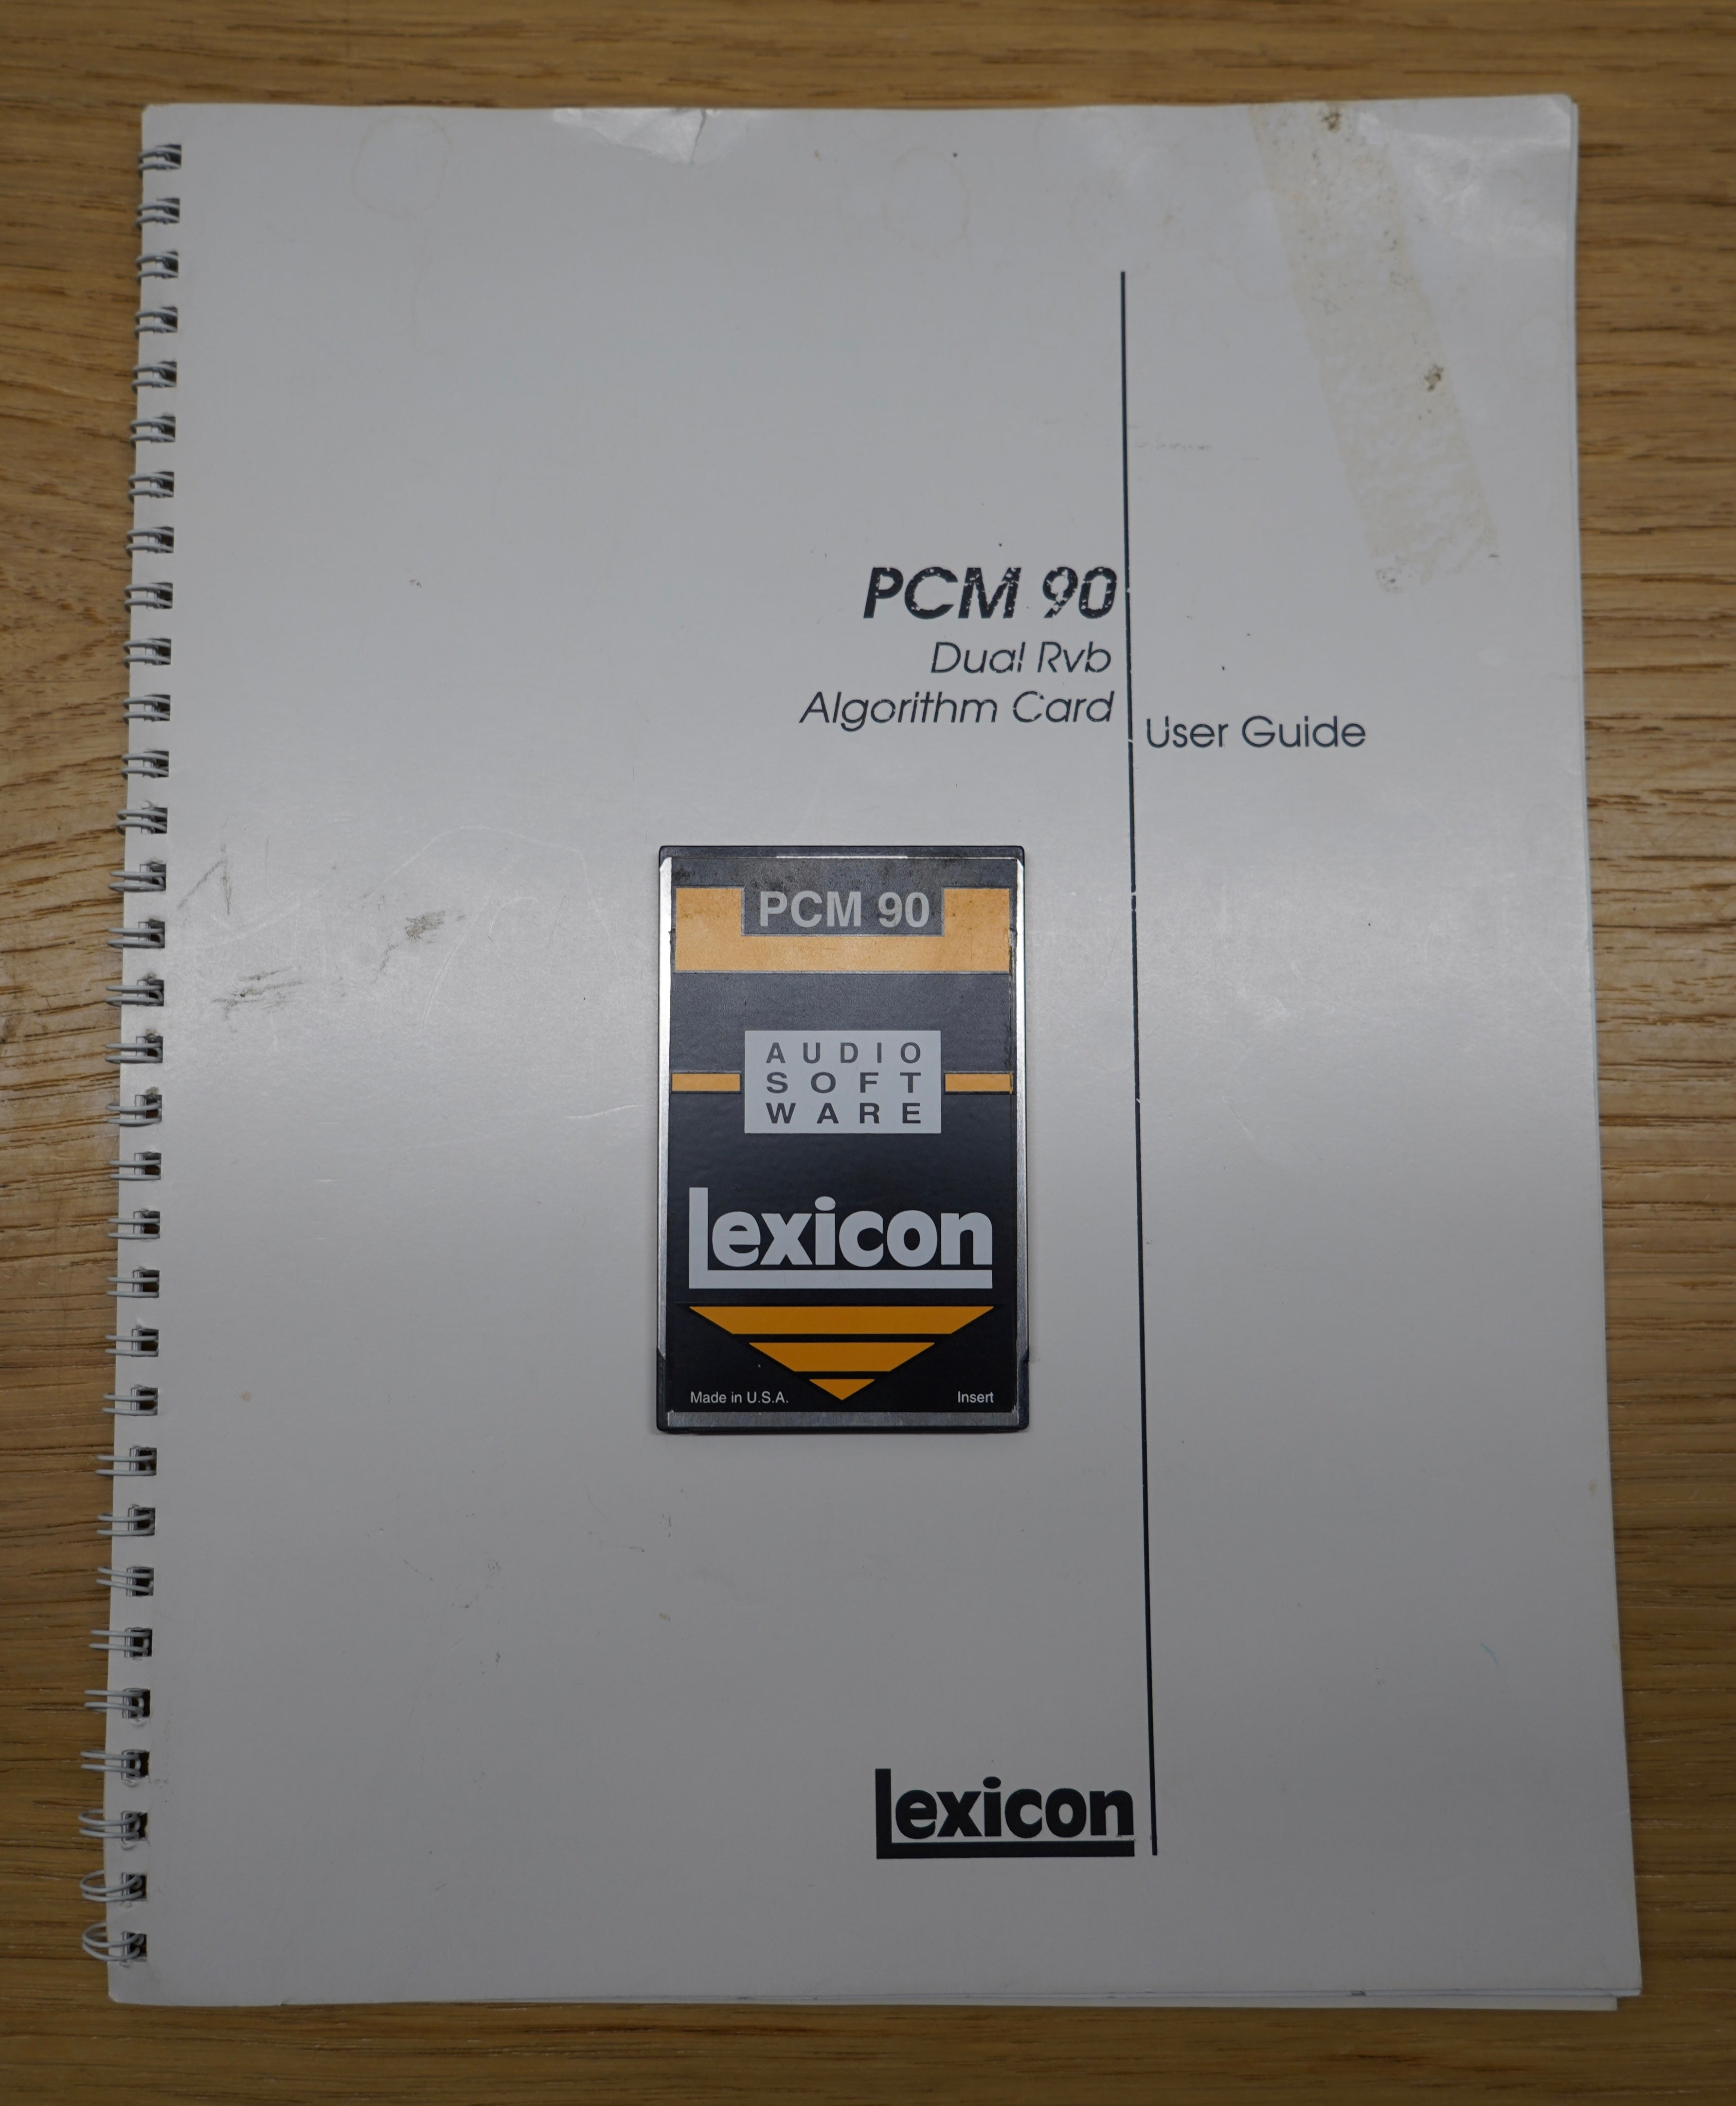 PCM 90
Dual Rvb
Algorithm Card
User Guide
PCM 90
AUDIO
SOFT
WARE
Lexicon
Made in U.S.A. Insert
Lexicon